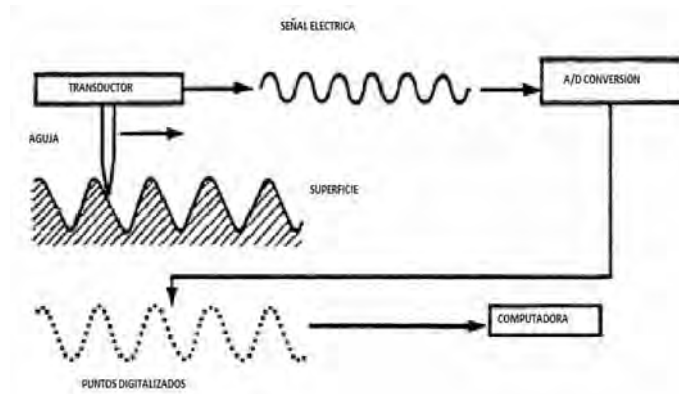 SEÑAL ELECTRICA
TRANSDUCTOR
A/D CONVERSION
AGUJA
SUPERFICIE
COMPUTADORA
PUNTOS DIGITALIZADOS